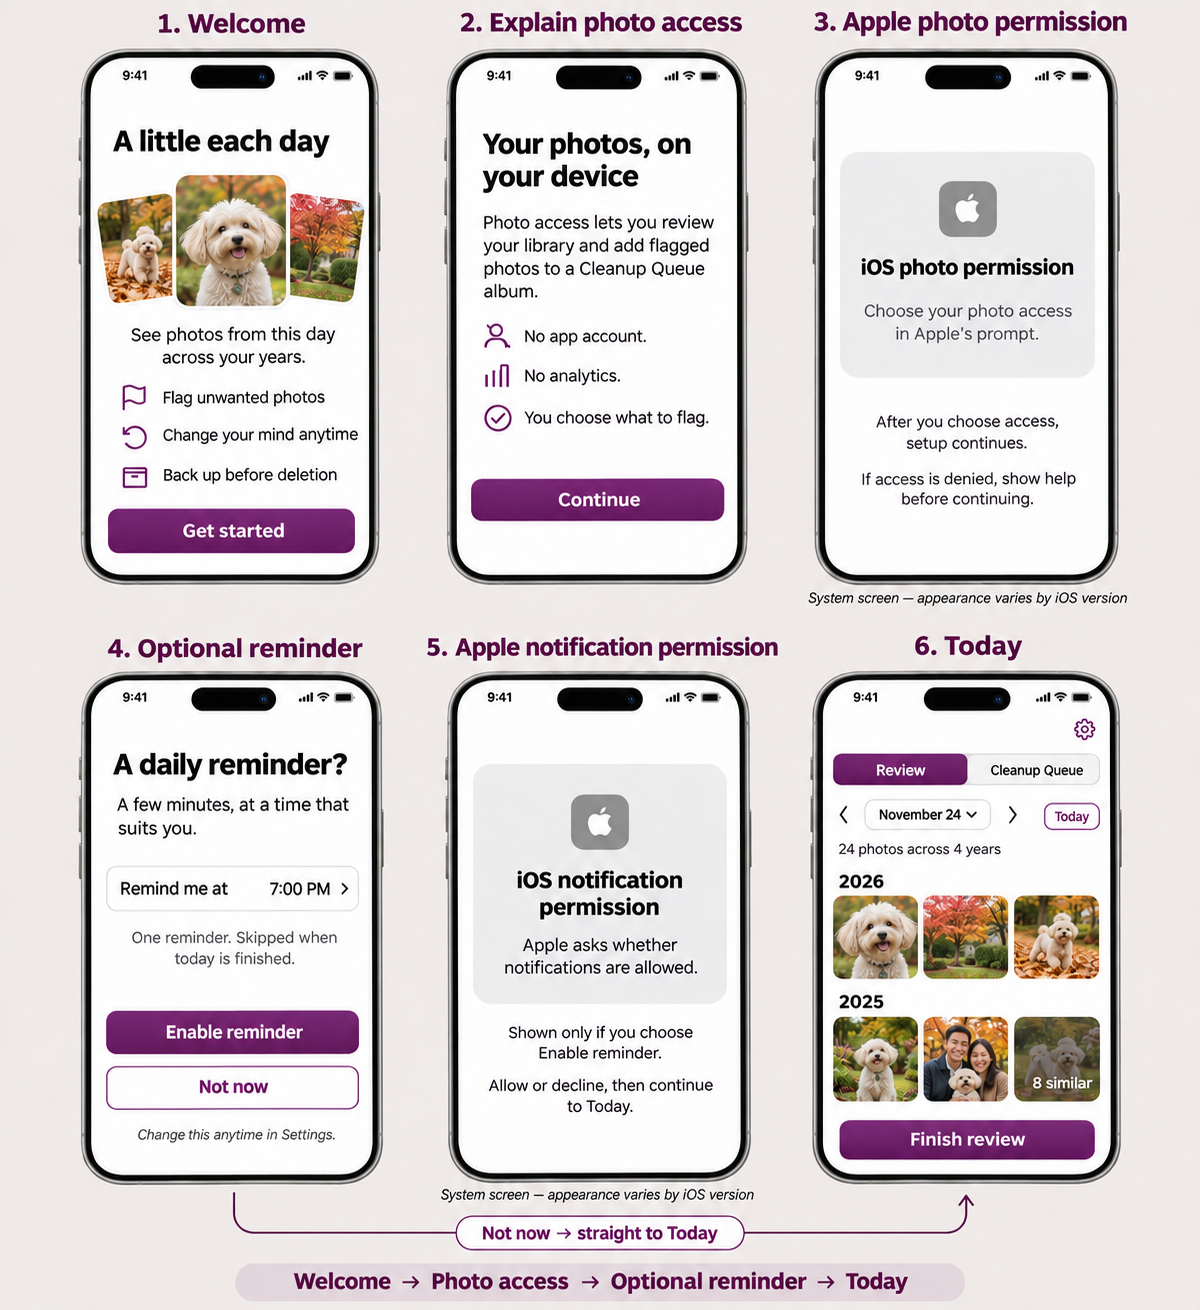 1. Welcome
9:41
A little each day
See photos from this day
across your years.
Flag unwanted photos
Change your mind anytime
Back up before deletion
Get started
2. Explain photo access
9:41
Your photos, on
your device
Photo access lets you review
your library and add flagged
photos to a Cleanup Queue
album.
No app account.
No analytics.
You choose what to flag.
Continue
3. Apple photo permission
9:41
iOS photo permission
Choose your photo access
in Apple's prompt.
After you choose access,
setup continues.
If access is denied, show help
before continuing.
System screen — appearance varies by iOS version
4. Optional reminder
9:41
A daily reminder?
A few minutes, at a time that
suits you.
Remind me at 7:00 PM
One reminder. Skipped when
today is finished.
Enable reminder
Not now
Change this anytime in Settings.
5. Apple notification permission
9:41
iOS notification
permission
Apple asks whether
notifications are allowed.
Shown only if you choose
Enable reminder.
Allow or decline, then continue
to Today.
System screen — appearance varies by iOS version
6. Today
9:41
Review Cleanup Queue
November 24 Today
24 photos across 4 years
2026
2025
8 similar
Finish review
Not now → straight to Today
Welcome → Photo access → Optional reminder → Today